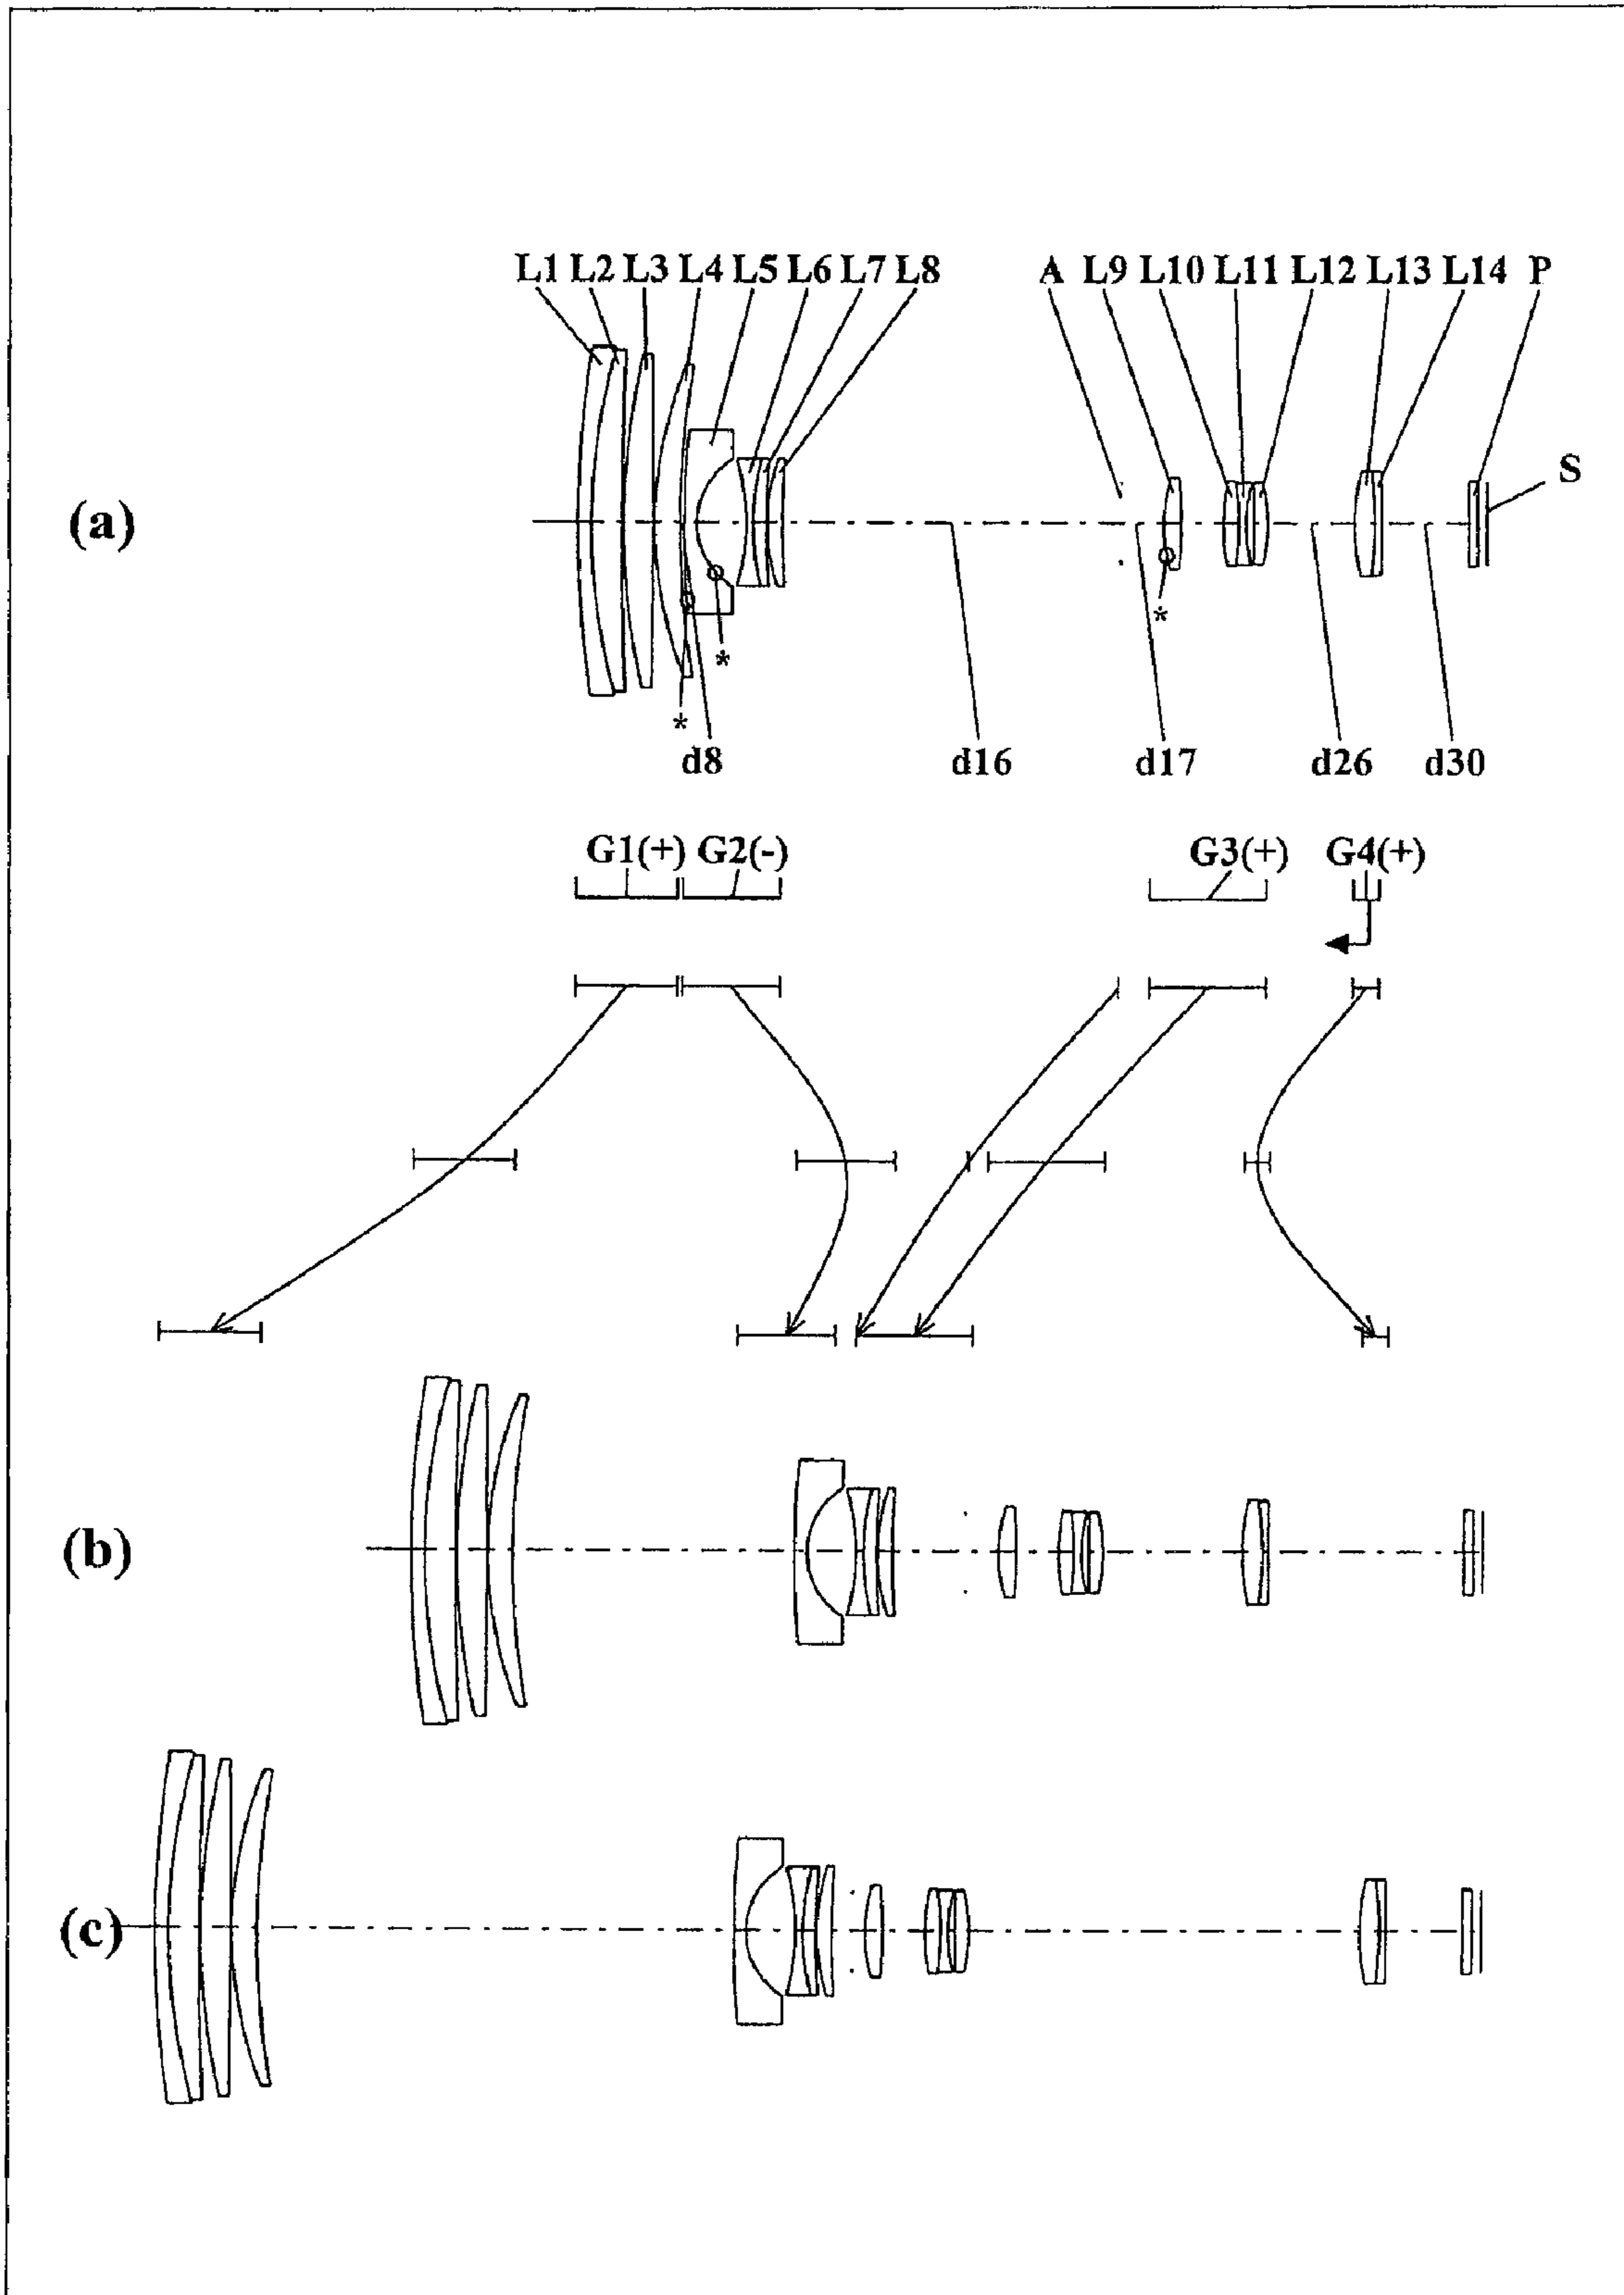 L1 L2 L3 L4 L5 L6 L7 L8 A L9 L10 L11 L12 L13 L14 P
S
(a)
*
*
*
d8 d16 d17 d26 d30
G1(+) G2(-) G3(+) G4(+)
(b)
(c)